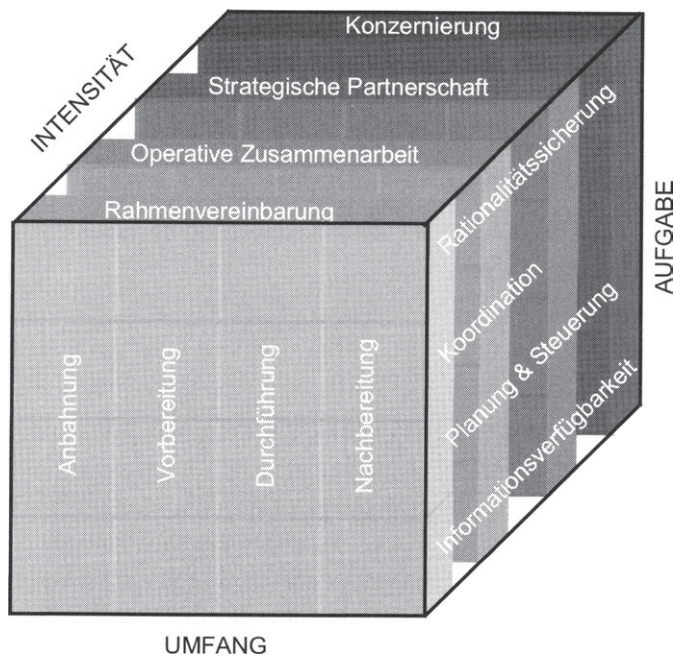 Konzernierung
INTENSITÄT
Strategische Partnerschaft
Operative Zusammenarbeit
Rahmenvereinbarung
Rationalitätssicherung
AUFGABE
Koordination
Planung & Steuerung
Informationsverfügbarkeit
Anbahnung
Vorbereitung
Durchführung
Nachbereitung
UMFANG